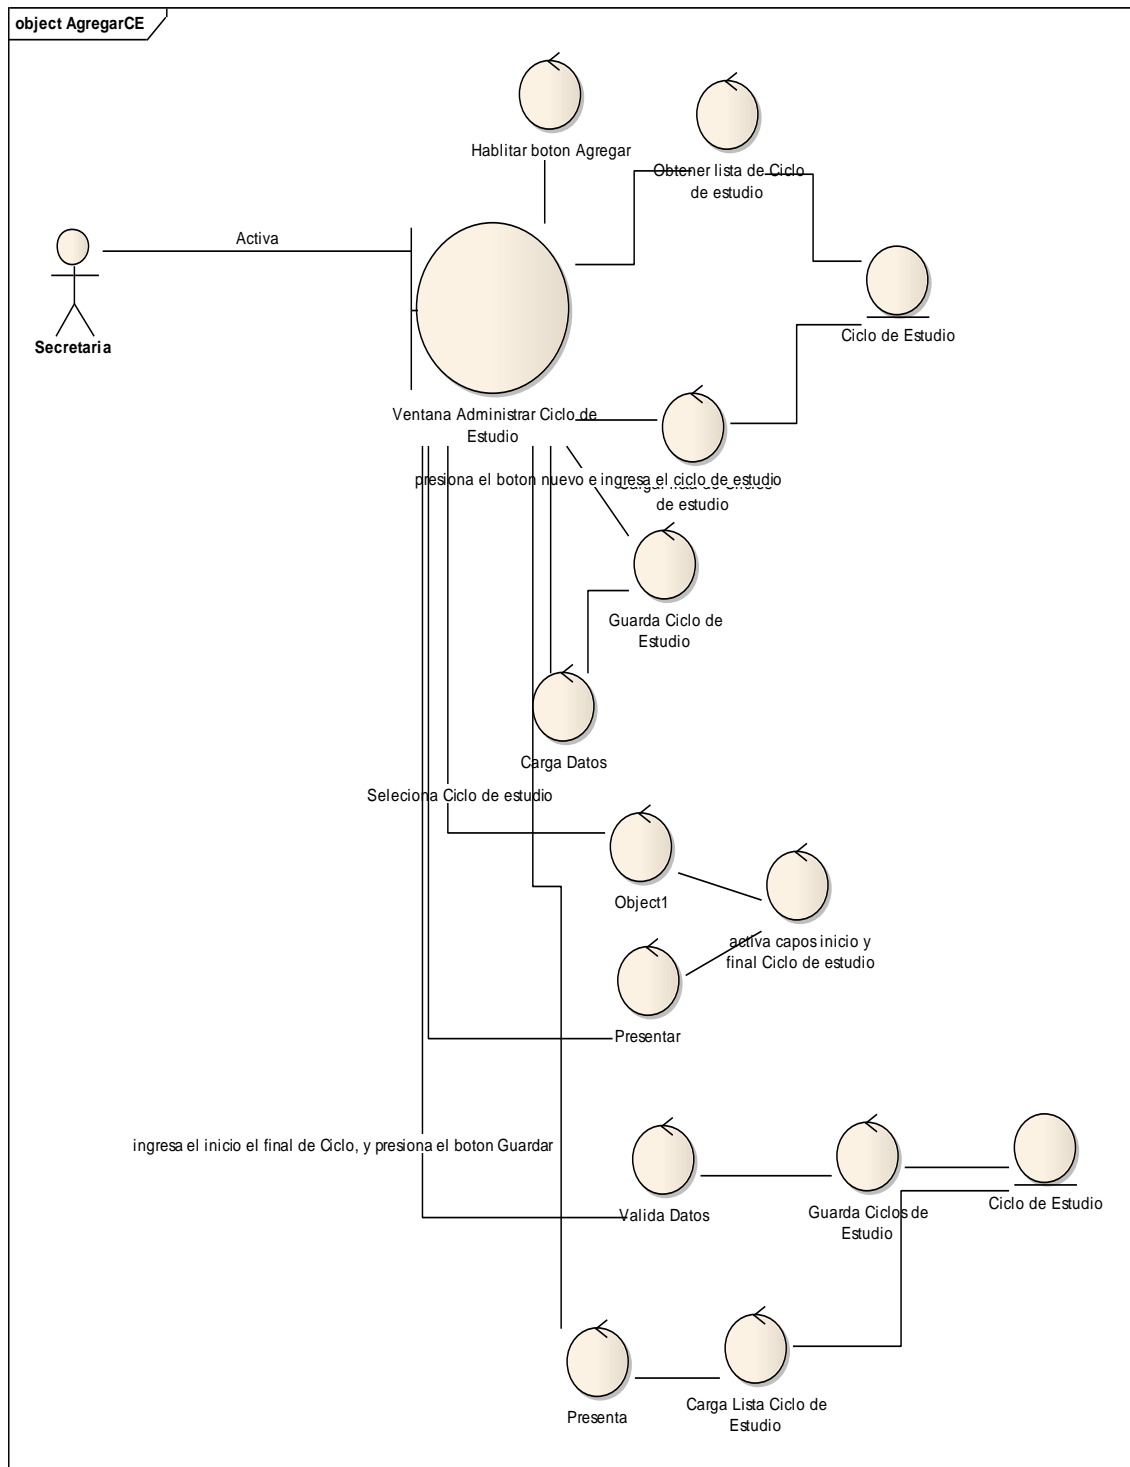 object AgregarCE
Hablitar boton Agregar
Obtener lista de Ciclo
de estudio
Activa
Secretaria
Ciclo de Estudio
Ventana Administrar Ciclo de
Estudio
presiona el boton nuevo e ingresa el ciclo de estudio
de estudio
Guarda Ciclo de
Estudio
Carga Datos
Seleciona Ciclo de estudio
Object1
activa capos inicio y
final Ciclo de estudio
Presentar
ingresa el inicio el final de Ciclo, y presiona el boton Guardar
Valida Datos
Guarda Ciclos de
Estudio
Ciclo de Estudio
Presenta
Carga Lista Ciclo de
Estudio